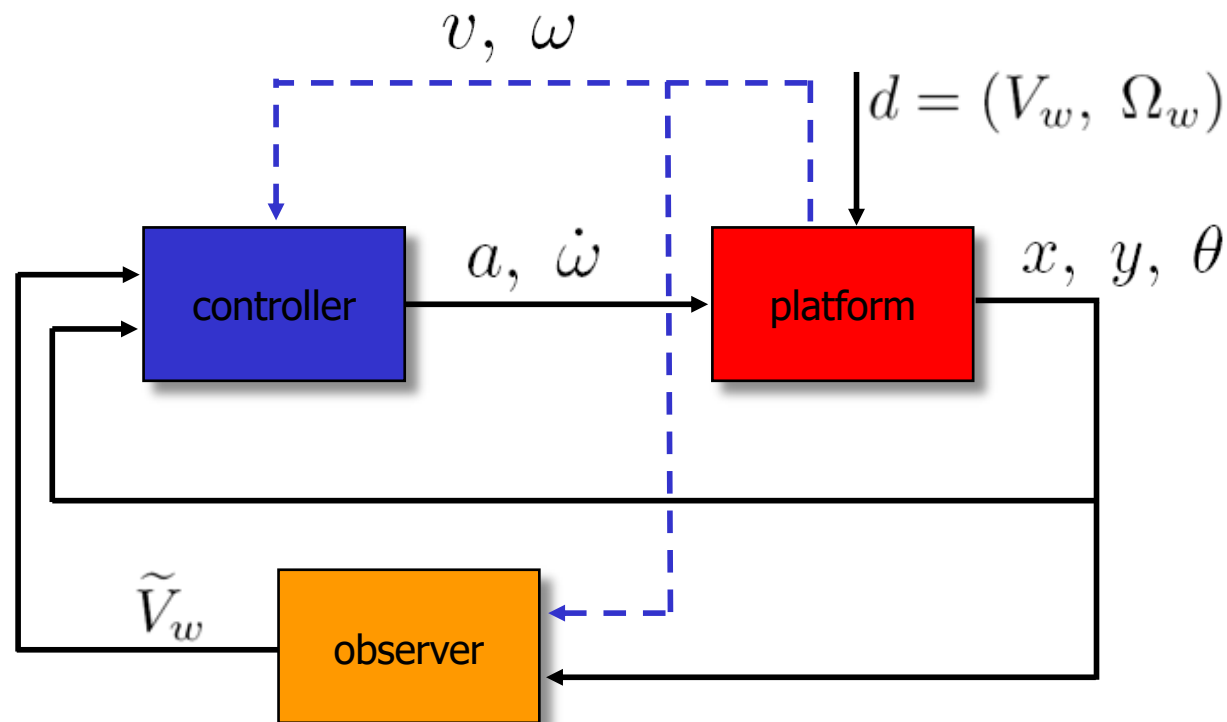 v, ω
d = (V_w, Ω_w)
a, ω̇
x, y, θ
controller
platform
Ṽ_w
observer